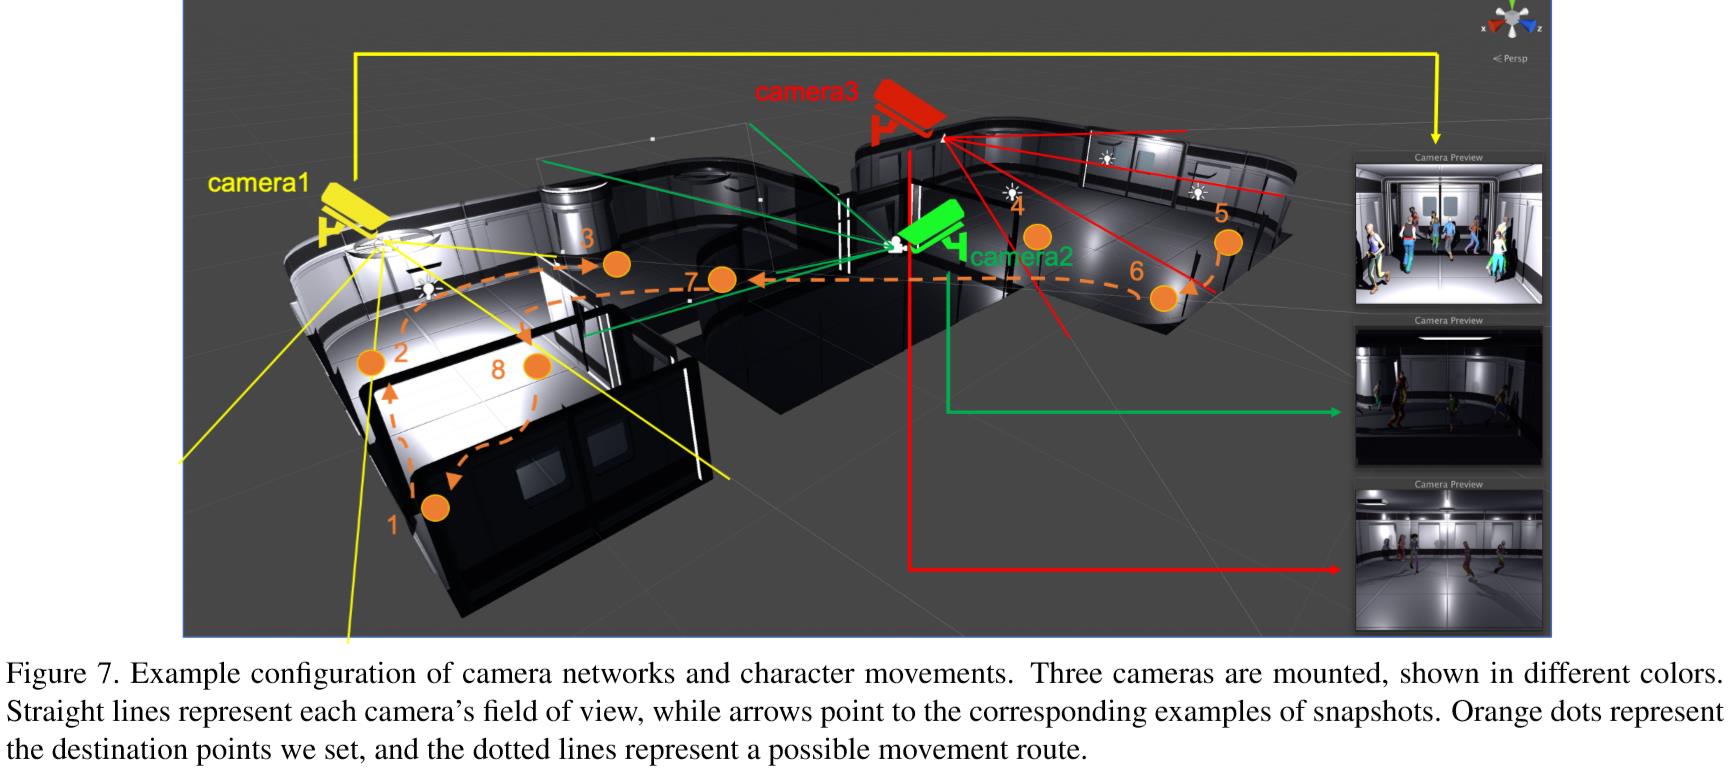 x
z
< Persp
camera3
camera1
Camera Preview
4
5
3
camera2
6
7
Camera Preview
2
8
Camera Preview
1
Figure 7. Example configuration of camera networks and character movements. Three cameras are mounted, shown in different colors.
Straight lines represent each camera's field of view, while arrows point to the corresponding examples of snapshots. Orange dots represent
the destination points we set, and the dotted lines represent a possible movement route.